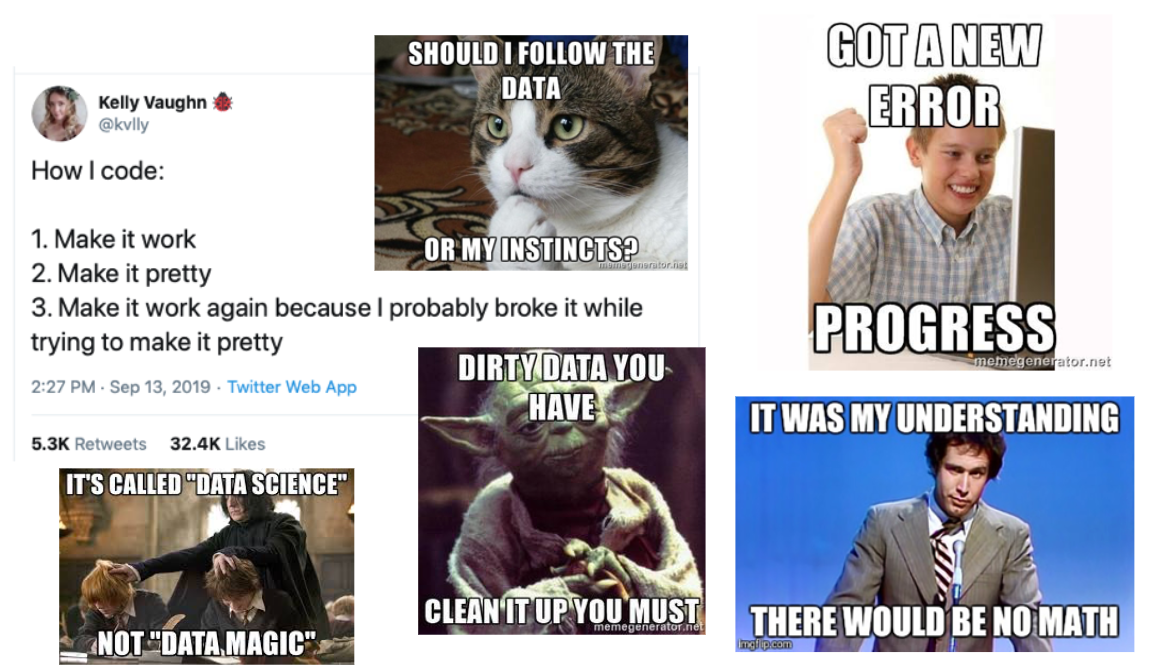 Kelly Vaughn 🐞
@kvlly
How I code:
1. Make it work
2. Make it pretty
3. Make it work again because I probably broke it while
trying to make it pretty
2:27 PM · Sep 13, 2019 · Twitter Web App
5.3K Retweets 32.4K Likes
SHOULD I FOLLOW THE
DATA
OR MY INSTINCTS?
memegenerator.net
GOT A NEW
ERROR
PROGRESS
memegenerator.net
IT'S CALLED "DATA SCIENCE"
NOT "DATA MAGIC"
DIRTY DATA YOU
HAVE
CLEAN IT UP YOU MUST
memegenerator.net
IT WAS MY UNDERSTANDING
THERE WOULD BE NO MATH
imgflip.com